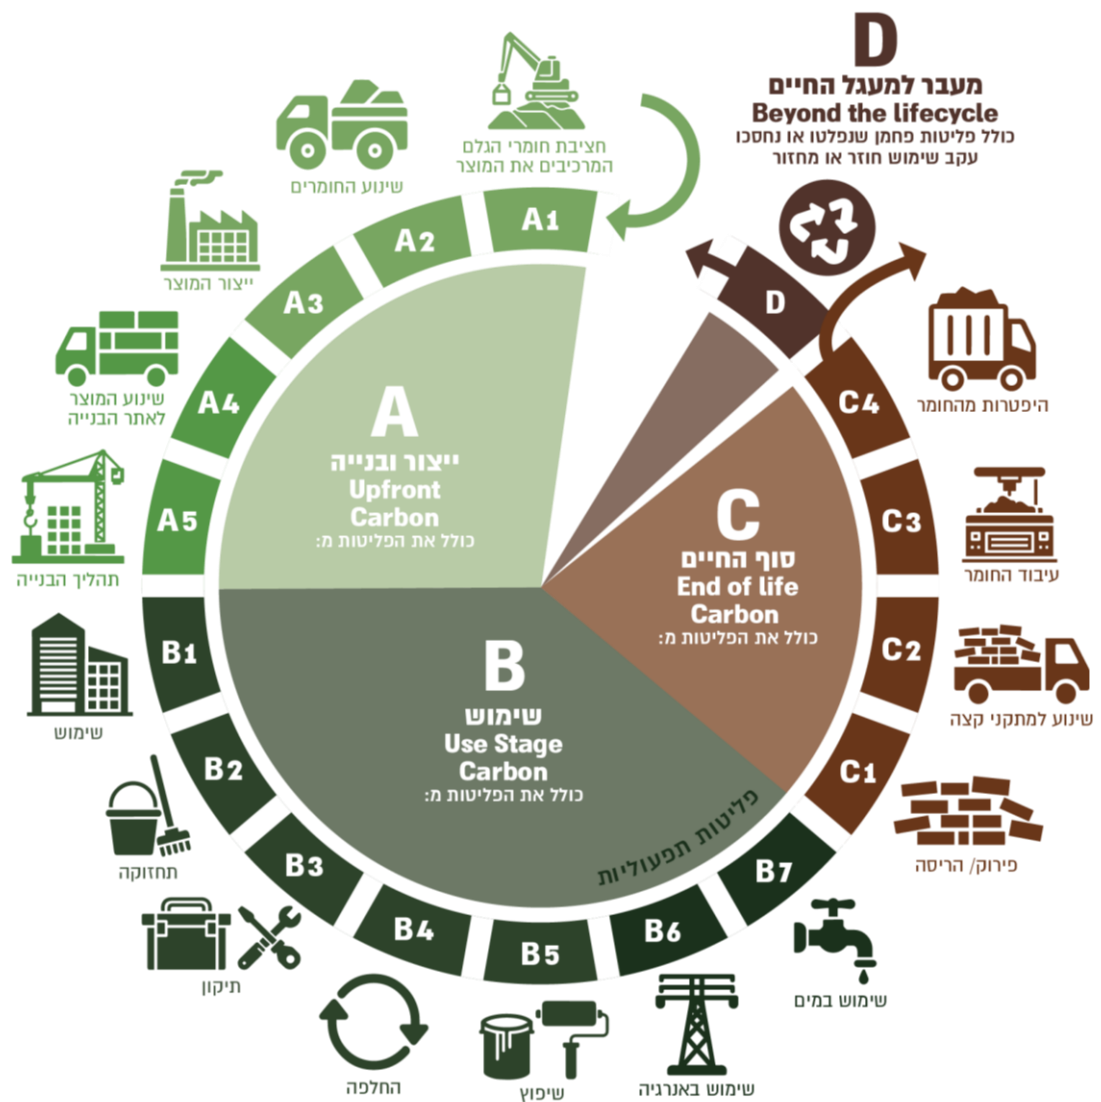 D
מעבר למעגל החיים
Beyond the lifecycle
כולל פליטות פחמן שנפלטו או נחסכו
עקב שימוש חוזר או מחזור
חציבת חומרי הגלם
המרכיבים את המוצר
A1
שינוע החומרים
A2
ייצור המוצר
A3
שינוע המוצר
לאתר הבנייה
A4
תהליך הבנייה
A5
A
ייצור ובנייה
Upfront
Carbon
כולל את הפליטות מ:
שימוש
B1
תחזוקה
B2
תיקון
B3
החלפה
B4
שיפוץ
B5
שימוש באנרגיה
B6
שימוש במים
B7
פליטות תפעוליות
B
שימוש
Use Stage
Carbon
כולל את הפליטות מ:
פירוק/ הריסה
C1
שינוע למתקני קצה
C2
עיבוד החומר
C3
היפטרות מהחומר
C4
C
סוף החיים
End of life
Carbon
כולל את הפליטות מ:
D